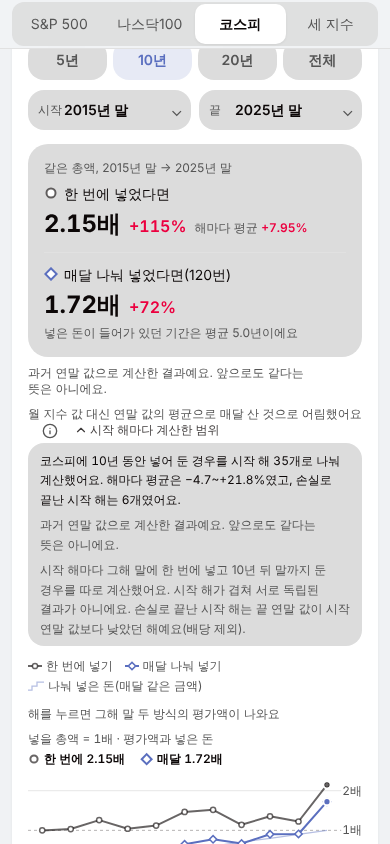 S&P 500 나스닥100 코스피 세 지수
5년 10년 20년 전체
시작 2015년 말 끝 2025년 말
같은 총액, 2015년 말 → 2025년 말
한 번에 넣었다면
2.15배 +115% 해마다 평균 +7.95%
매달 나눠 넣었다면(120번)
1.72배 +72%
넣은 돈이 들어가 있던 기간은 평균 5.0년이에요
과거 연말 값으로 계산한 결과예요. 앞으로도 같다는
뜻은 아니에요.
월 지수 값 대신 연말 값의 평균으로 매달 산 것으로 어림했어요
시작 해마다 계산한 범위
코스피에 10년 동안 넣어 둔 경우를 시작 해 35개로 나눠
계산했어요. 해마다 평균은 −4.7~+21.8%였고, 손실로
끝난 시작 해는 6개였어요.
과거 연말 값으로 계산한 결과예요. 앞으로도 같다는
뜻은 아니에요.
시작 해마다 그해 말에 한 번에 넣고 10년 뒤 말까지 둔
경우를 따로 계산했어요. 시작 해가 겹쳐 서로 독립된
결과가 아니에요. 손실로 끝난 시작 해는 끝 연말 값이 시작
연말 값보다 낮았던 해예요(배당 제외).
한 번에 넣기 매달 나눠 넣기
나눠 넣은 돈(매달 같은 금액)
해를 누르면 그해 말 두 방식의 평가액이 나와요
넣을 총액 = 1배 · 평가액과 넣은 돈
한 번에 2.15배 매달 1.72배
2배
1배